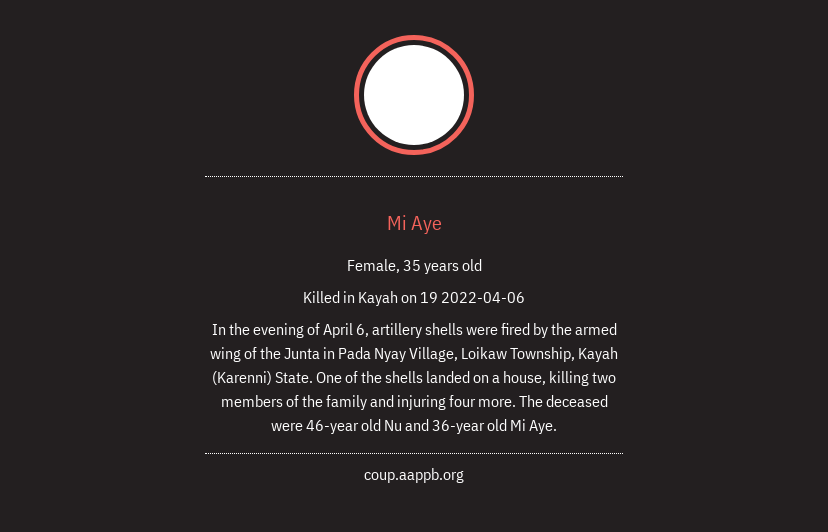 Mi Aye
Female, 35 years old
Killed in Kayah on 19 2022-04-06
In the evening of April 6, artillery shells were fired by the armed
wing of the Junta in Pada Nyay Village, Loikaw Township, Kayah
(Karenni) State. One of the shells landed on a house, killing two
members of the family and injuring four more. The deceased
were 46-year old Nu and 36-year old Mi Aye.
coup.aappb.org